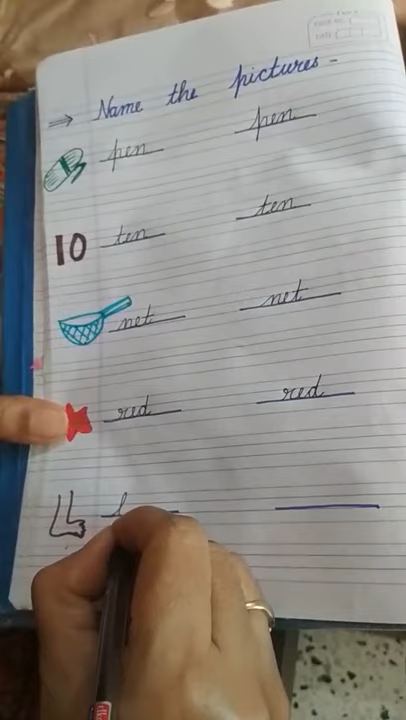 ⇒ Name the pictures -
pen pen
10 ten ten
net net
red red
l